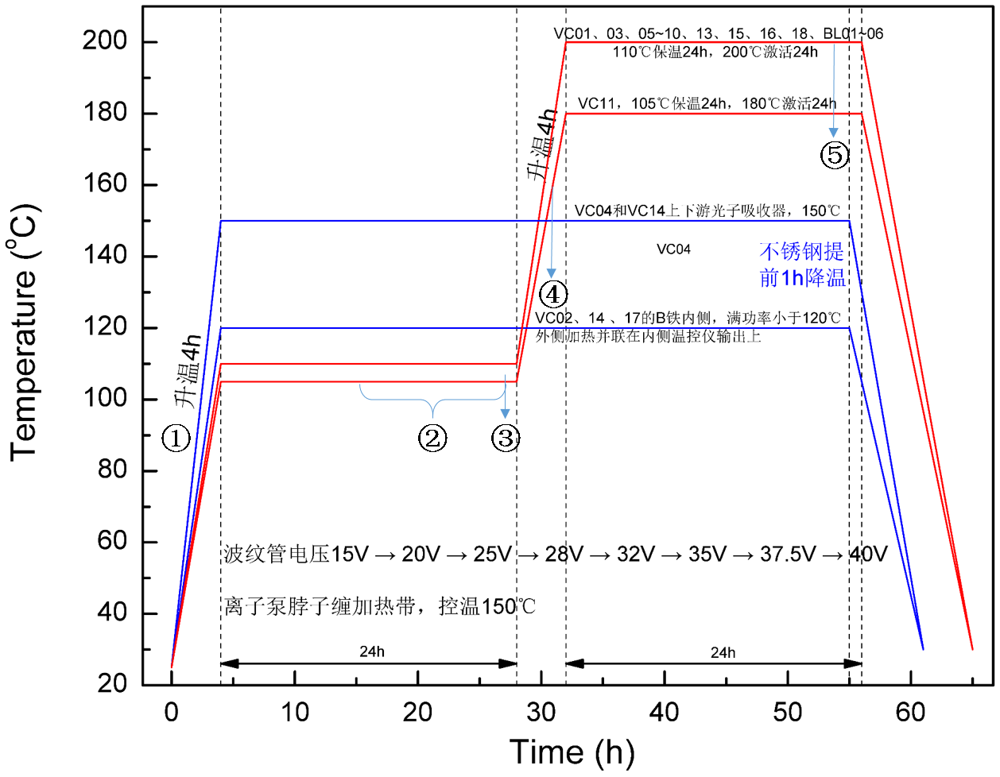 VC01、03、05~10、13、15、16、18、BL01~06
110℃保温24h，200℃激活24h
VC11，105℃保温24h，180℃激活24h
升温4h
⑤
VC04和VC14上下游光子吸收器，150℃
VC04
不锈钢提
前1h降温
④
VC02、14 、17的B铁内侧，满功率小于120℃
外侧加热并联在内侧温控仪输出上
升温4h
①
②
③
波纹管电压15V→20V→25V→28V→32V→35V→37.5V→40V
离子泵脖子缠加热带，控温150℃
24h
24h
200
180
160
140
120
100
80
60
40
20
Temperature (°C)
0
10
20
30
40
50
60
Time (h)